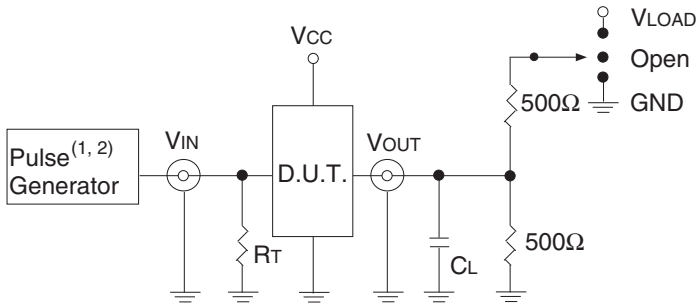 VLOAD
Open
GND
500Ω
VCC
VIN
Pulse(1, 2)
Generator
D.U.T.
VOUT
RT
CL
500Ω